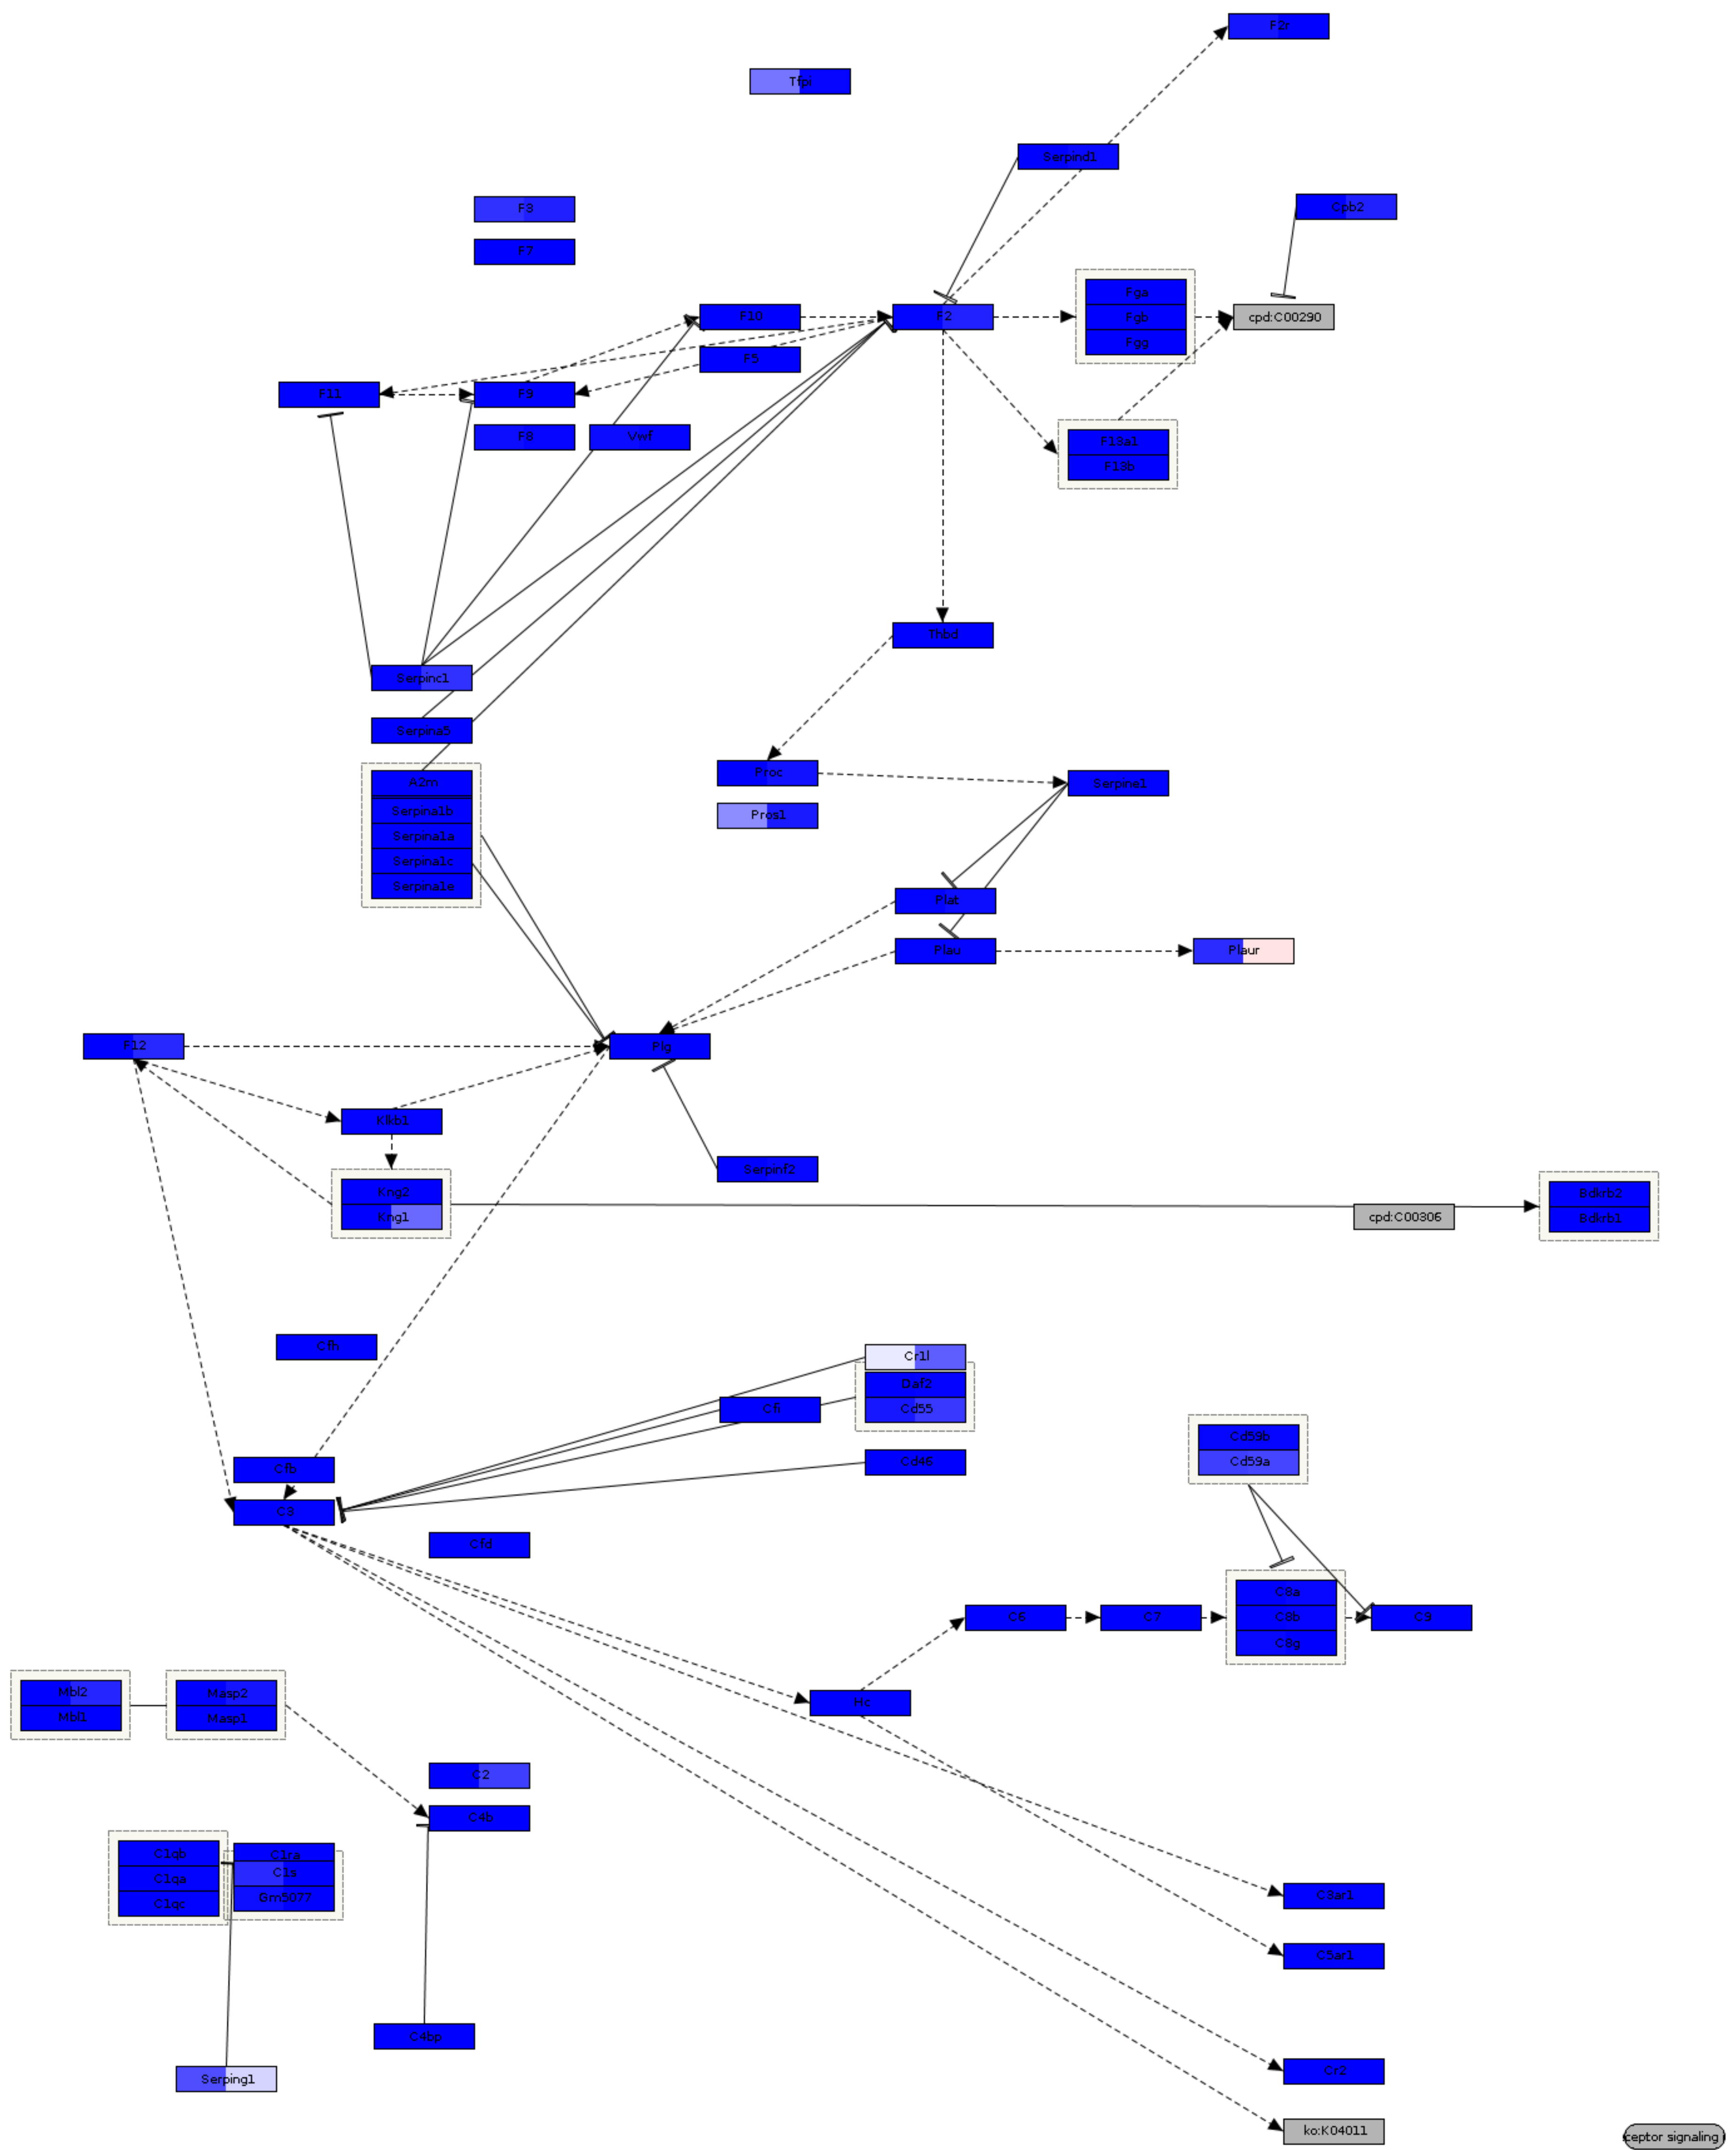 F2r
Tfpi
Serpind1
Cpb2
F3
F7
F10
F2
Fga
Fgb
Fgg
cpd:C00290
F5
F11
F9
F8
Vwf
F13a1
F13b
Thbd
Serpinc1
Serpina5
Proc
A2m
Serpine1
Serpina1b
Pros1
Serpina1a
Serpina1c
Serpina1e
Plat
Plau
Plaur
F12
Plg
Klkb1
Serpinf2
Kng2
Kng1
cpd:C00306
Bdkrb2
Bdkrb1
Cfh
Cr1l
Daf2
Cfi
Cd55
Cd59b
Cd46
Cd59a
Cfb
C3
Cfd
C8a
C6
C7
C8b
C9
C8g
Mbl2
Masp2
Hc
Mbl1
Masp1
C2
C4b
C1qb
C1ra
C1s
C1qa
Gm5077
C1qc
C3ar1
C5ar1
C4bp
Cr2
Serping1
ko:K04011
ceptor signaling